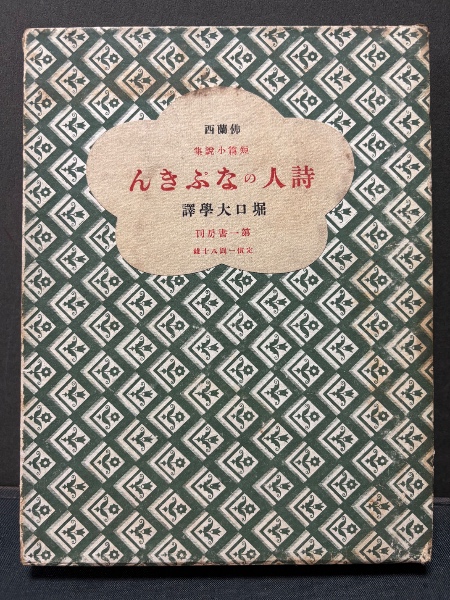 佛蘭西
短篇小說集
詩人のなぷきん
堀口大學譯
第一書房刊
定價一圓八十錢